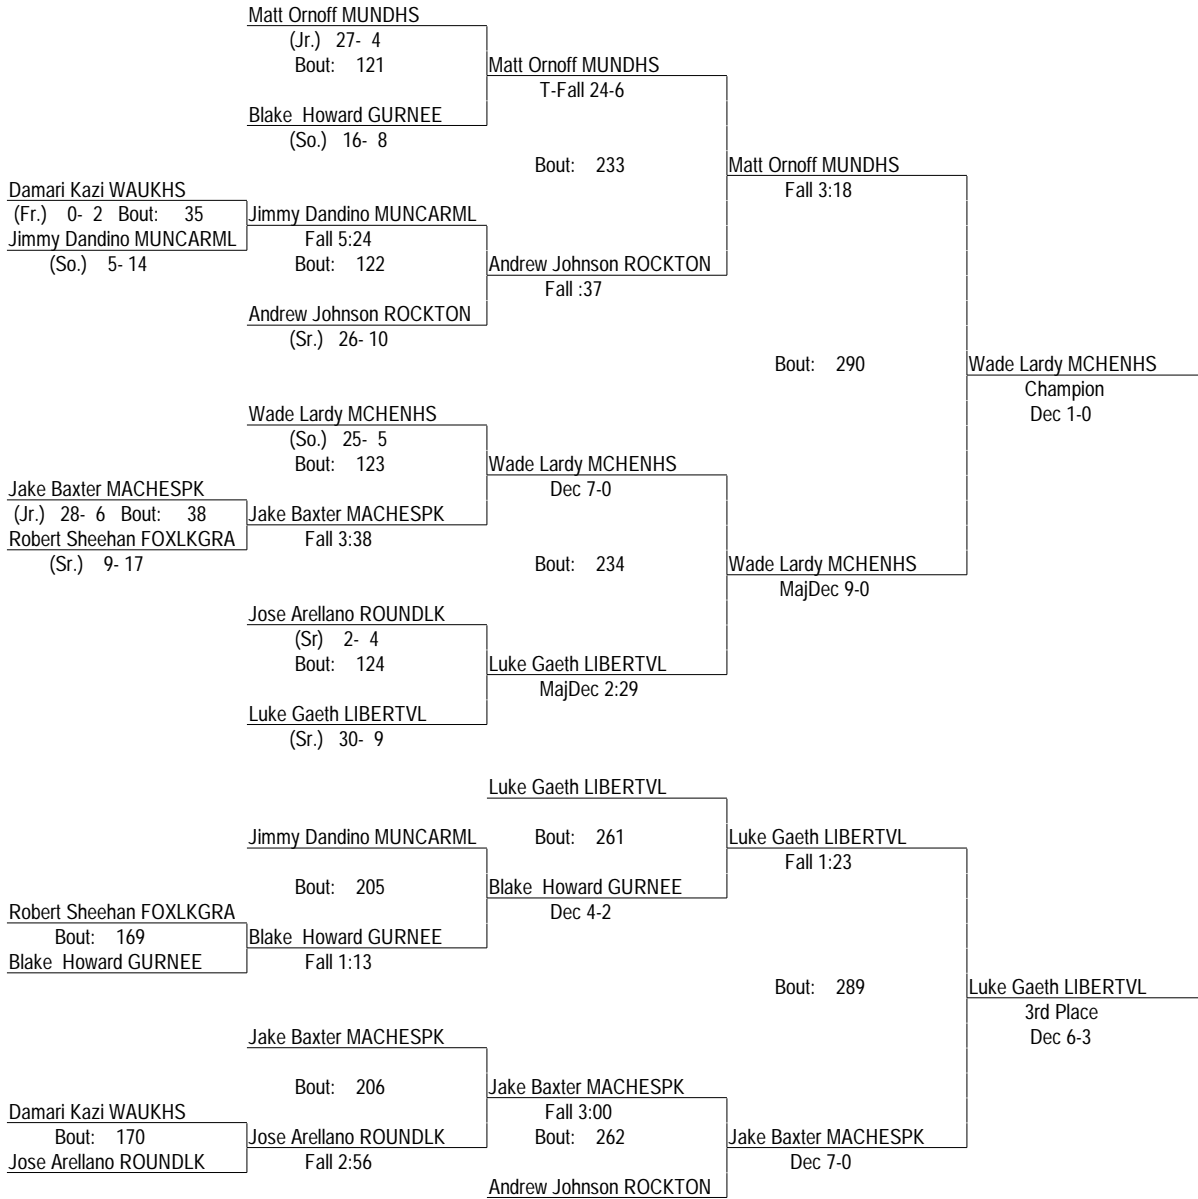 Matt Ornoff MUNDHS
(Jr.) 27- 4
Bout: 121
Matt Ornoff MUNDHS
T-Fall 24-6
Blake Howard GURNEE
(So.) 16- 8
Bout: 233
Matt Ornoff MUNDHS
Fall 3:18
Damari Kazi WAUKHS
(Fr.) 0- 2 Bout: 35
Jimmy Dandino MUNCARML
(So.) 5- 14
Jimmy Dandino MUNCARML
Fall 5:24
Bout: 122
Andrew Johnson ROCKTON
Fall :37
Andrew Johnson ROCKTON
(Sr.) 26- 10
Bout: 290
Wade Lardy MCHENHS
Champion
Dec 1-0
Wade Lardy MCHENHS
(So.) 25- 5
Bout: 123
Wade Lardy MCHENHS
Dec 7-0
Jake Baxter MACHESPK
(Jr.) 28- 6 Bout: 38
Robert Sheehan FOXLKGRA
(Sr.) 9- 17
Jake Baxter MACHESPK
Fall 3:38
Bout: 234
Wade Lardy MCHENHS
MajDec 9-0
Jose Arellano ROUNDLK
(Sr) 2- 4
Bout: 124
Luke Gaeth LIBERTVL
MajDec 2:29
Luke Gaeth LIBERTVL
(Sr.) 30- 9
Luke Gaeth LIBERTVL
Bout: 261
Luke Gaeth LIBERTVL
Fall 1:23
Jimmy Dandino MUNCARML
Bout: 205
Blake Howard GURNEE
Dec 4-2
Robert Sheehan FOXLKGRA
Bout: 169
Blake Howard GURNEE
Blake Howard GURNEE
Fall 1:13
Bout: 289
Luke Gaeth LIBERTVL
3rd Place
Dec 6-3
Jake Baxter MACHESPK
Bout: 206
Jake Baxter MACHESPK
Fall 3:00
Bout: 262
Damari Kazi WAUKHS
Bout: 170
Jose Arellano ROUNDLK
Jose Arellano ROUNDLK
Fall 2:56
Jake Baxter MACHESPK
Dec 7-0
Andrew Johnson ROCKTON